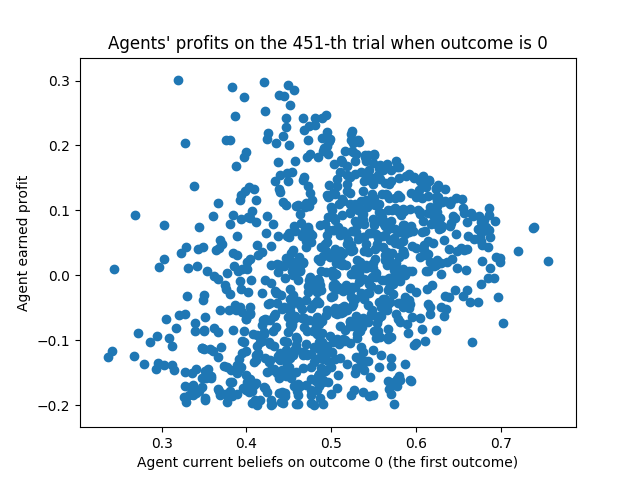 Agents' profits on the 451-th trial when outcome is 0
Agent earned profit
0.3
0.2
0.1
0.0
−0.1
−0.2
0.3 0.4 0.5 0.6 0.7
Agent current beliefs on outcome 0 (the first outcome)